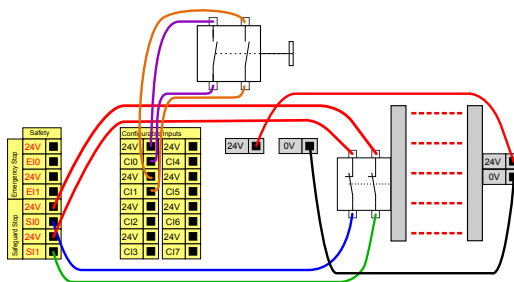 Safety
Emergency Stop
24V
EI0
24V
EI1
Safeguard Stop
24V
SI0
24V
SI1
Configurable Inputs
24V 24V
CI0 CI4
24V 24V
CI1 CI5
24V 24V
CI2 CI6
24V 24V
CI3 CI7
24V
0V
24V
0V